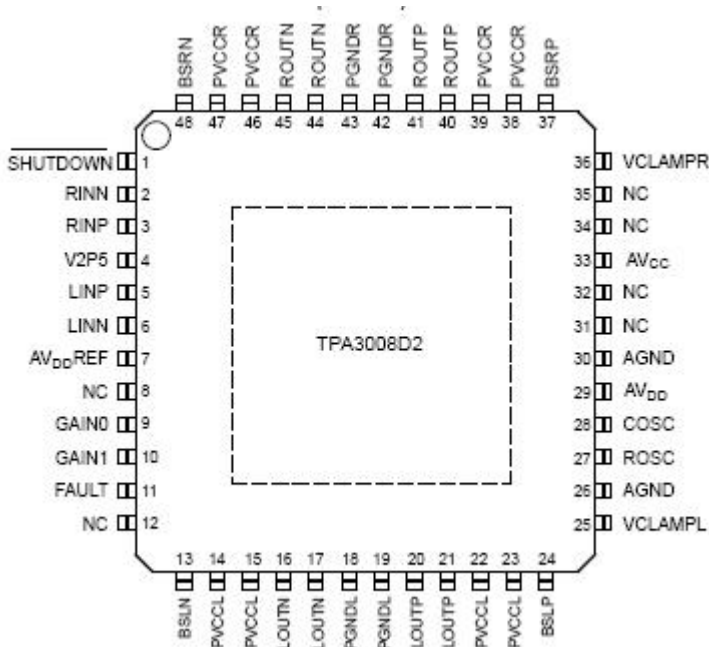 BSRN
PVCCR
PVCCR
ROUTN
ROUTN
PGNDR
PGNDR
ROUTP
ROUTP
PVCCR
PVCCR
BSRP
48 47 46 45 44 43 42 41 40 39 38 37
SHUTDOWN 1
RINN 2
RINP 3
V2P5 4
LINP 5
LINN 6
AVDDREF 7
NC 8
GAIN0 9
GAIN1 10
FAULT 11
NC 12
TPA3008D2
36 VCLAMPR
35 NC
34 NC
33 AVCC
32 NC
31 NC
30 AGND
29 AVDD
28 COSC
27 ROSC
26 AGND
25 VCLAMPL
13 14 15 16 17 18 19 20 21 22 23 24
BSLN
PVCCL
PVCCL
LOUTN
LOUTN
PGNDL
PGNDL
LOUTP
LOUTP
PVCCL
PVCCL
BSLP